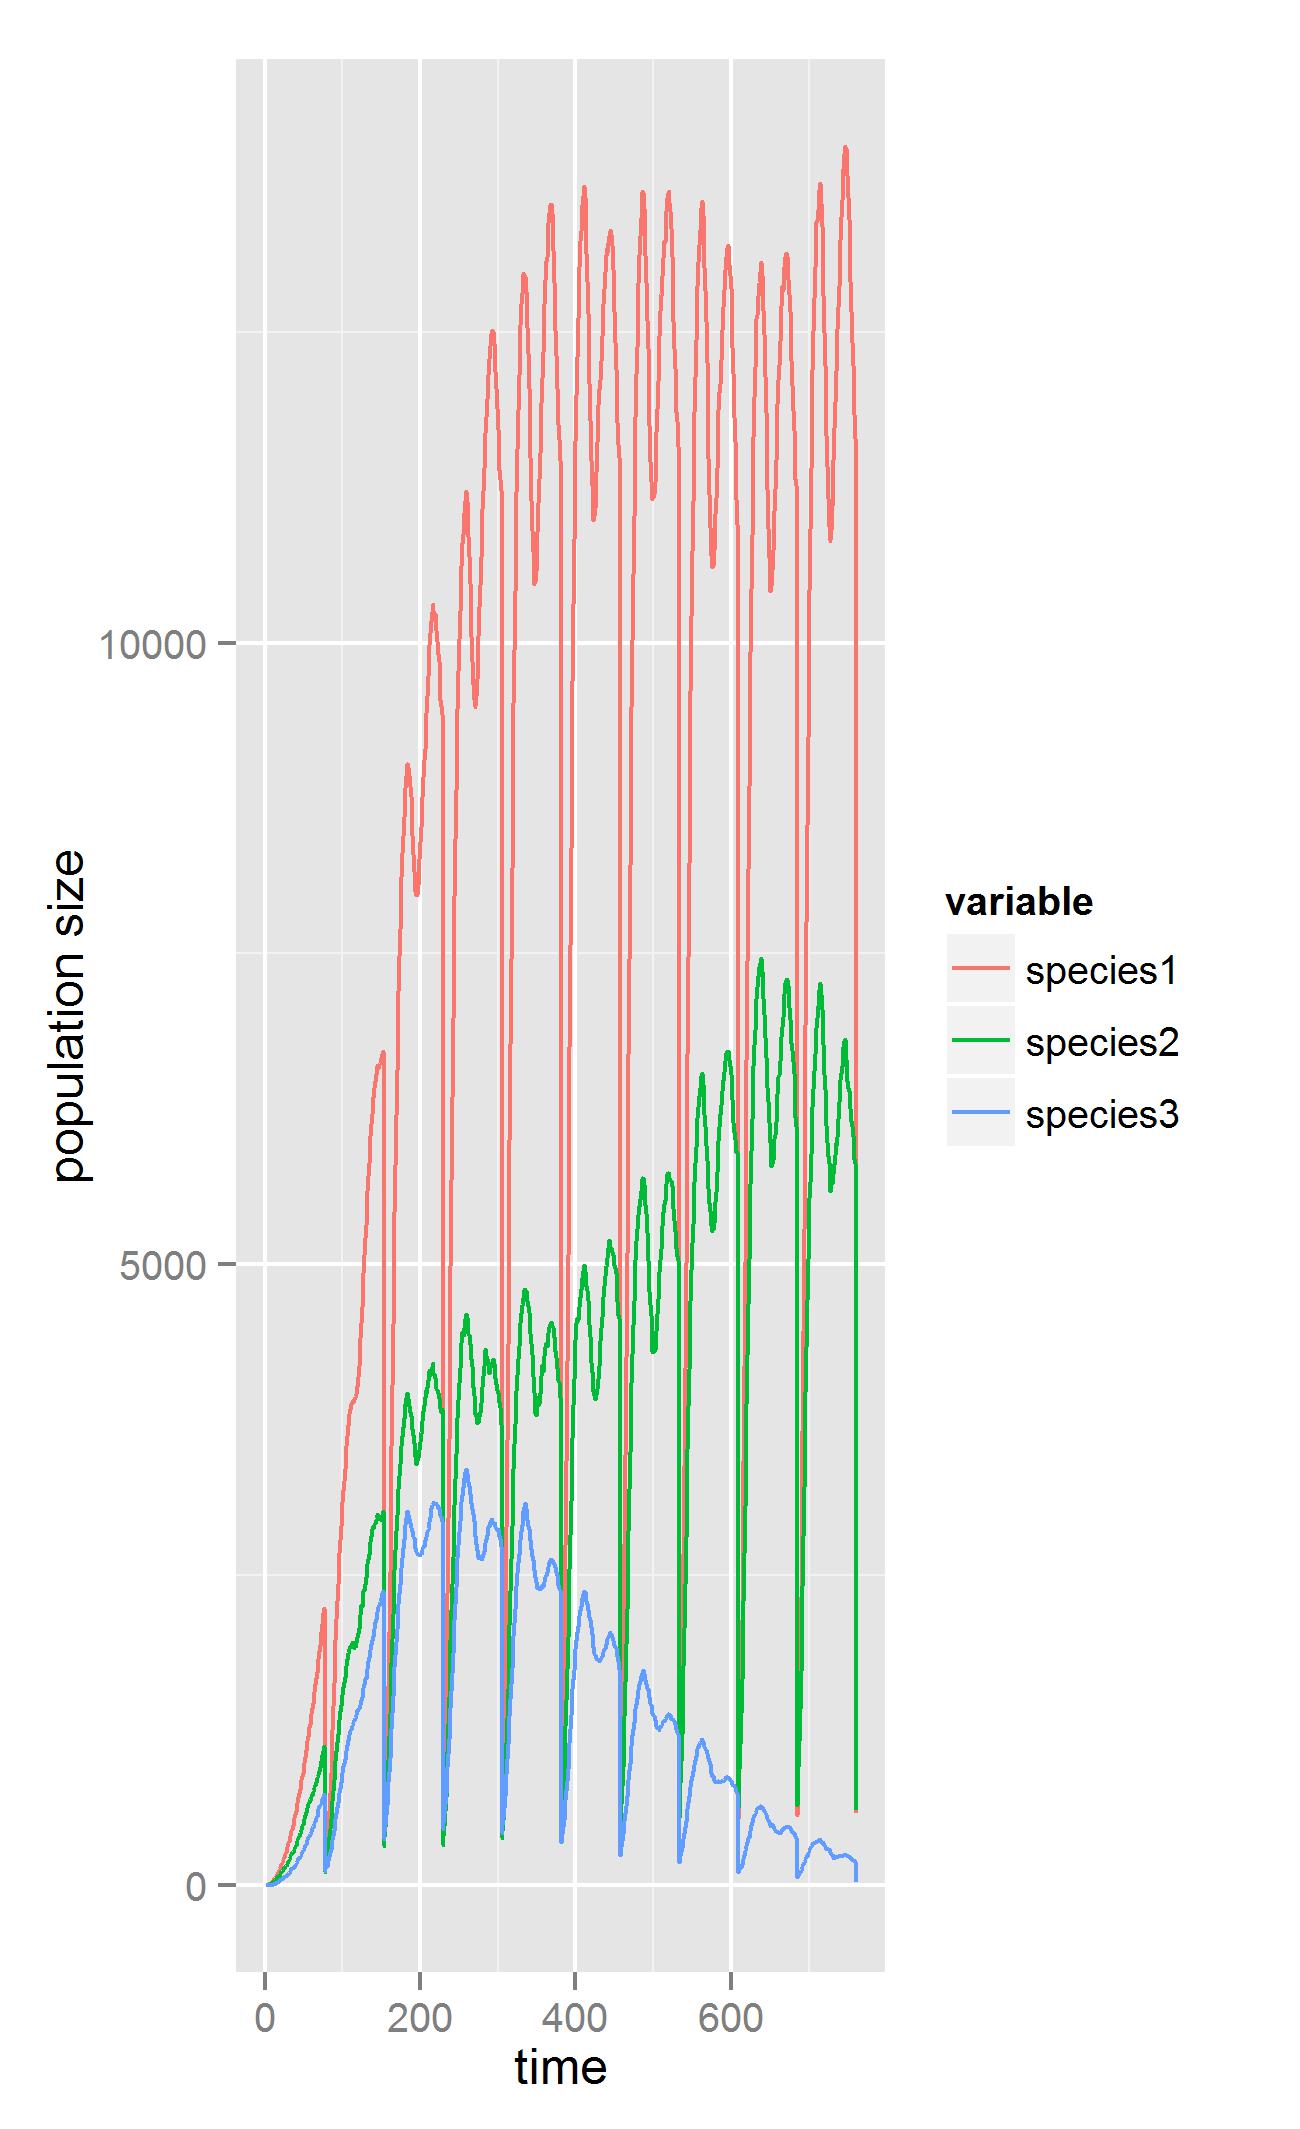 population size
10000
5000
0
0 200 400 600
time
variable
species1
species2
species3